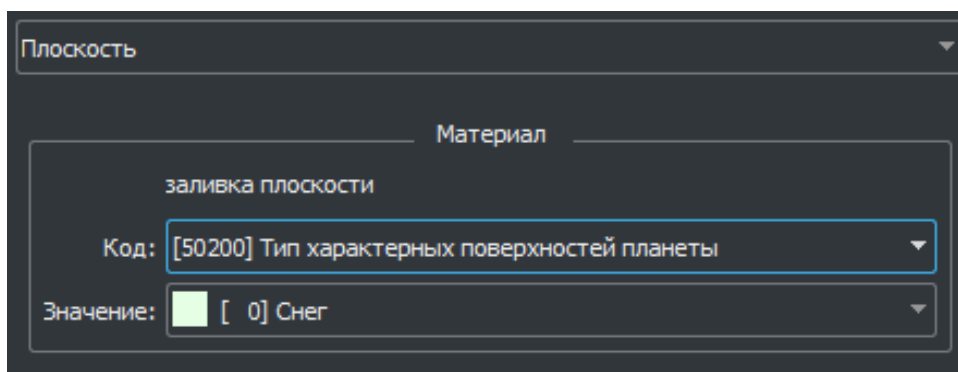 Плоскость
Материал
заливка плоскости
Код: [50200] Тип характерных поверхностей планеты
Значение: [ 0] Снег